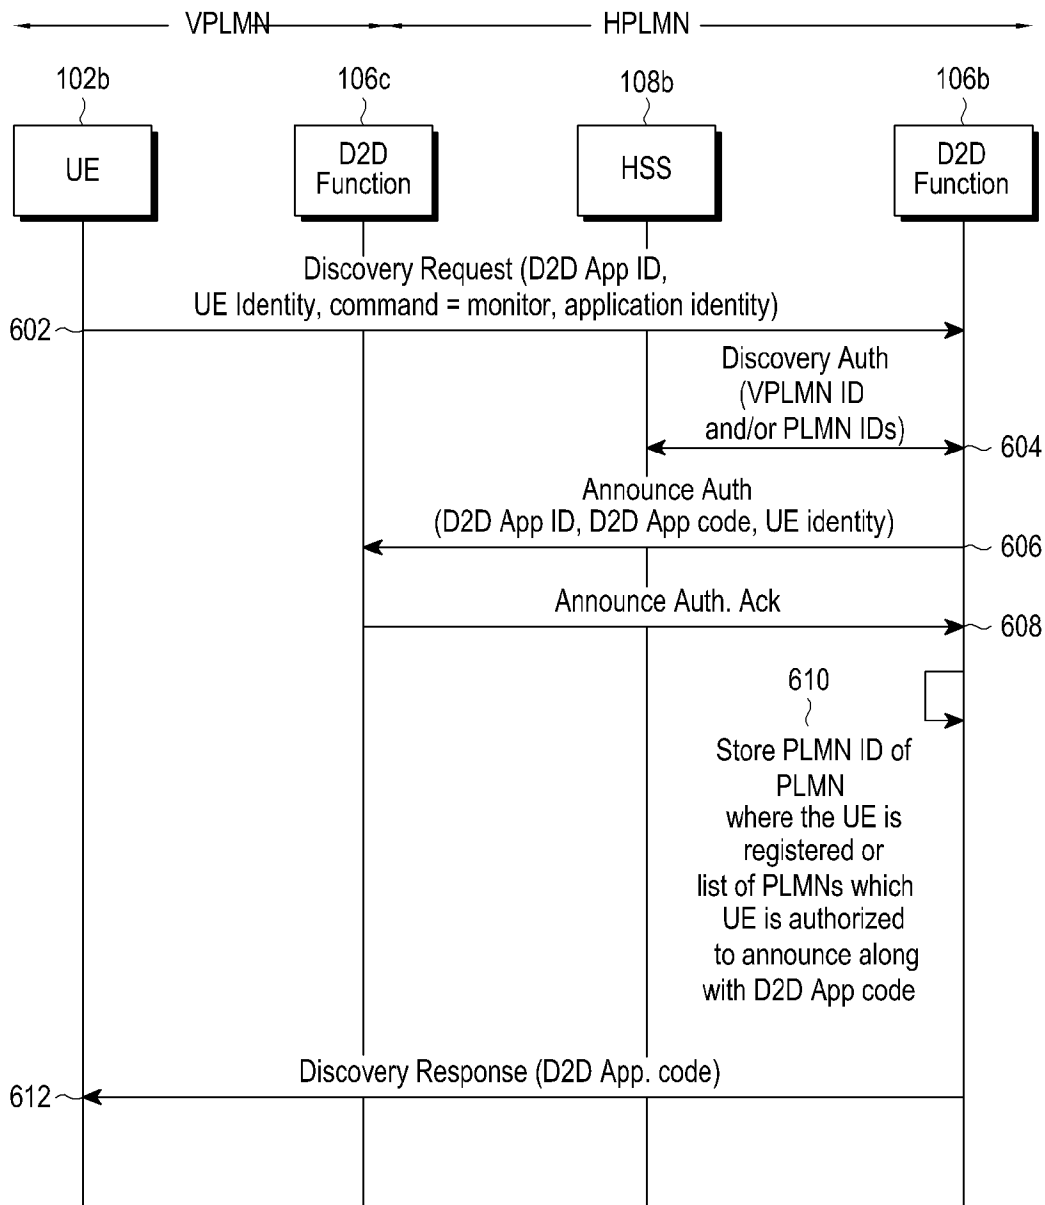 VPLMN HPLMN
102b 106c 108b 106b
UE
D2D
Function
HSS
D2D
Function
Discovery Request (D2D App ID,
UE Identity, command = monitor, application identity)
602
Discovery Auth
(VPLMN ID
and/or PLMN IDs)
604
Announce Auth
(D2D App ID, D2D App code, UE identity)
606
Announce Auth. Ack
608
610
Store PLMN ID of
PLMN
where the UE is
registered or
list of PLMNs which
UE is authorized
to announce along
with D2D App code
Discovery Response (D2D App. code)
612